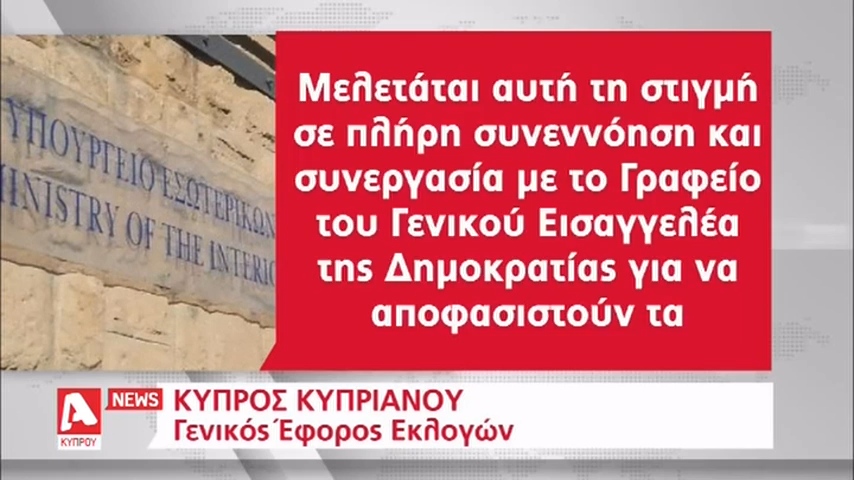 ΥΠΟΥΡΓΕΙΟ ΕΣΩΤΕΡΙΚΩΝ
MINISTRY OF THE
Μελετάται αυτή τη στιγμή
σε πλήρη συνεννόηση και
συνεργασία με το Γραφείο
του Γενικού Εισαγγελέα
της Δημοκρατίας για να
αποφασιστούν τα
NEWS
ΚΥΠΡΟΣ ΚΥΠΡΙΑΝΟΥ
Γενικός Έφορος Εκλογών
A
ΚΥΠΡΟΥ